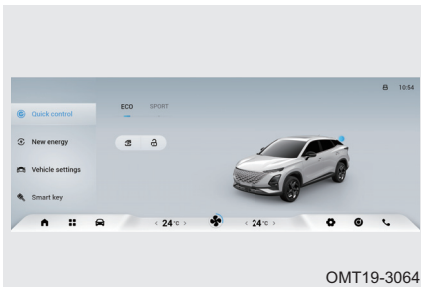 10:54
ECO SPORT
Quick control
New energy
Vehicle settings
Smart key
< 24 °C > < 24 °C >
OMT19-3064